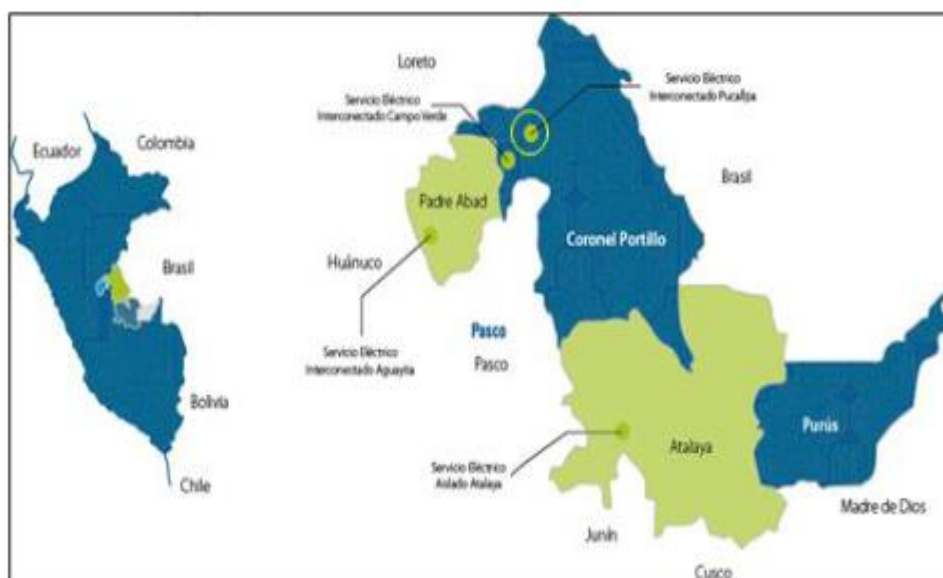 Ecuador
Colombia
Brasil
Bolivia
Chile
Loreto
Servicio Eléctrico
Interconectado Campo Verde
Servicio Eléctrico
Interconectado Pucallpa
Brasil
Padre Abad
Coronel Portillo
Huánuco
Pasco
Pasco
Servicio Eléctrico
Interconectado Aguaytia
Servicio Eléctrico
Aislado Atalaya
Atalaya
Purús
Madre de Dios
Junín
Cusco